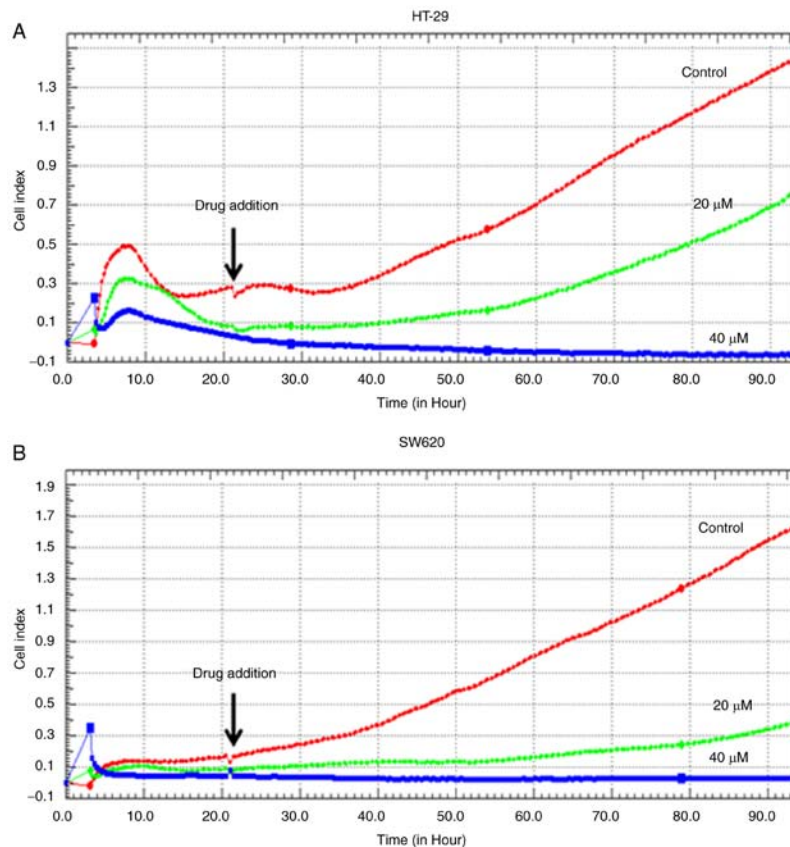 A
HT-29
Cell index
1.3
1.1
0.9
0.7
0.5
0.3
0.1
–0.1
Control
Drug addition
20 µM
40 µM
0.0 10.0 20.0 30.0 40.0 50.0 60.0 70.0 80.0 90.0
Time (in Hour)
B
SW620
Cell index
1.9
1.7
1.5
1.3
1.1
0.9
0.7
0.5
0.3
0.1
–0.1
Control
Drug addition
20 µM
40 µM
0.0 10.0 20.0 30.0 40.0 50.0 60.0 70.0 80.0 90.0
Time (in Hour)